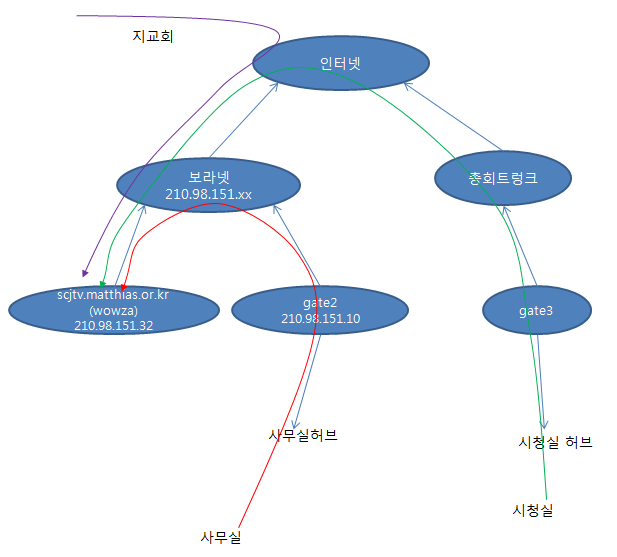 지교회
인터넷
보라넷
210.98.151.xx
총회트렁크
scjtv.matthias.or.kr
(wowza)
210.98.151.32
gate2
210.98.151.10
gate3
사무실허브
시청실 허브
시청실
사무실